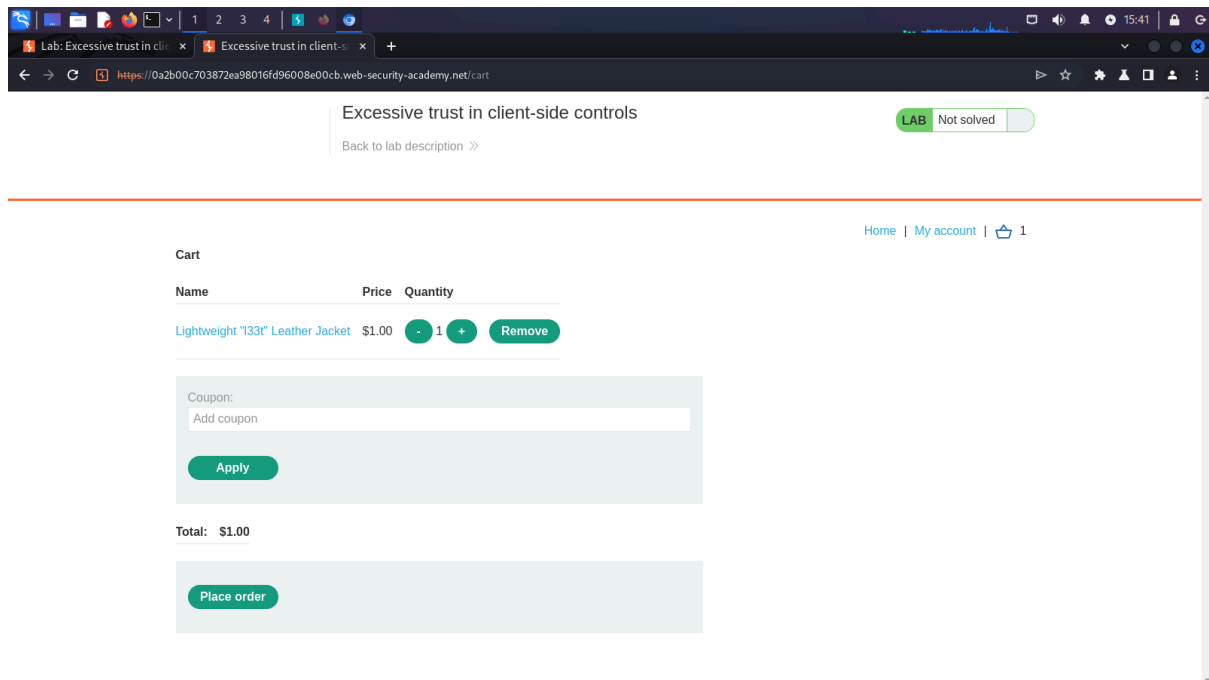 1 2 3 4 15:41
Lab: Excessive trust in clie × Excessive trust in client-s × +
https://0a2b00c703872ea98016fd96008e00cb.web-security-academy.net/cart
Excessive trust in client-side controls
LAB Not solved
Back to lab description
Home | My account | 1
Cart
Name Price Quantity
Lightweight "l33t" Leather Jacket $1.00 - 1 + Remove
Coupon:
Add coupon
Apply
Total: $1.00
Place order